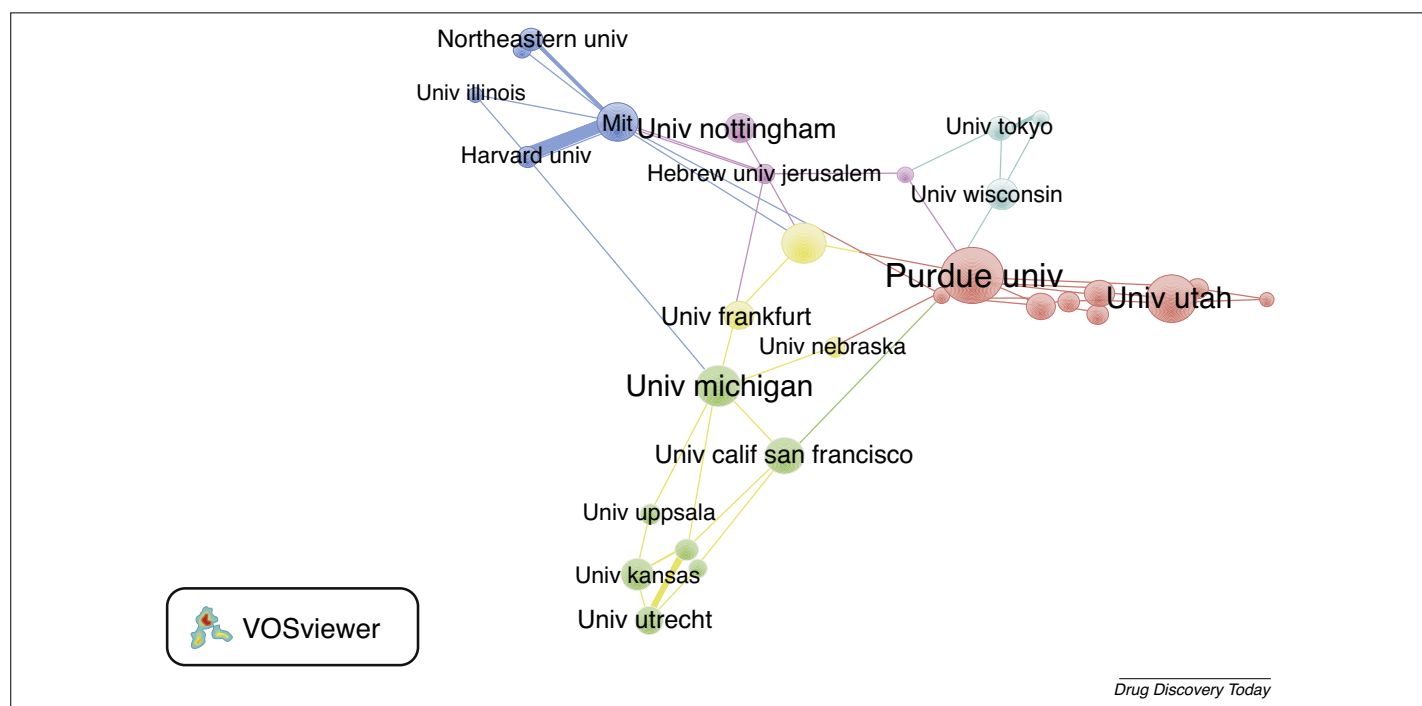 Northeastern univ
Univ illinois
Mit
Univ nottingham
Univ tokyo
Harvard univ
Hebrew univ jerusalem
Univ wisconsin
Purdue univ
Univ utah
Univ frankfurt
Univ nebraska
Univ michigan
Univ calif san francisco
Univ uppsala
Univ kansas
Univ utrecht
VOSviewer
Drug Discovery Today